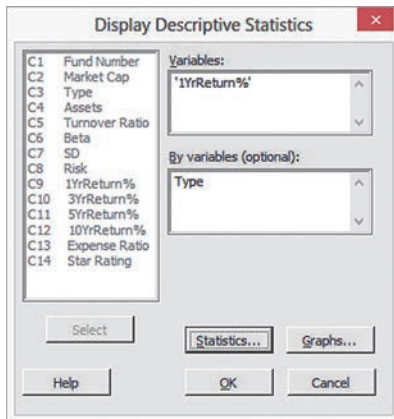 Display Descriptive Statistics
×
C1 Fund Number
C2 Market Cap
C3 Type
C4 Assets
C5 Turnover Ratio
C6 Beta
C7 SD
C8 Risk
C9 1YrReturn%
C10 3YrReturn%
C11 5YrReturn%
C12 10YrReturn%
C13 Expense Ratio
C14 Star Rating
Variables:
'1YrReturn%'
By variables (optional):
Type
Select
Statistics...
Graphs...
Help
OK
Cancel